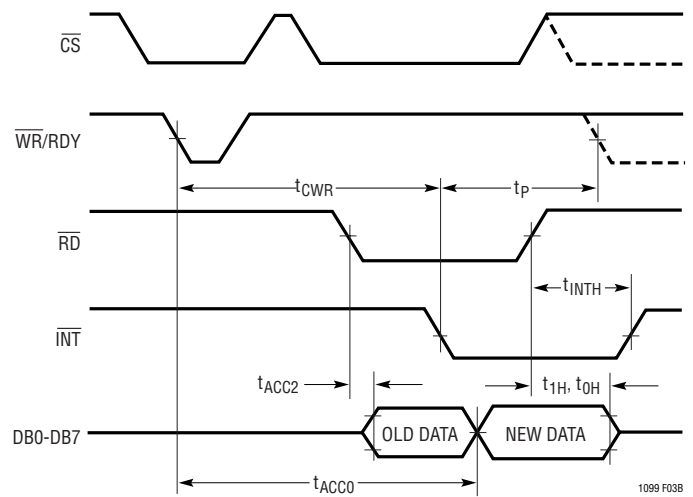 CS
WR/RDY
tCWR
tP
RD
tINTH
INT
tACC2
t1H, t0H
DB0-DB7
OLD DATA
NEW DATA
tACC0
1099 F03B